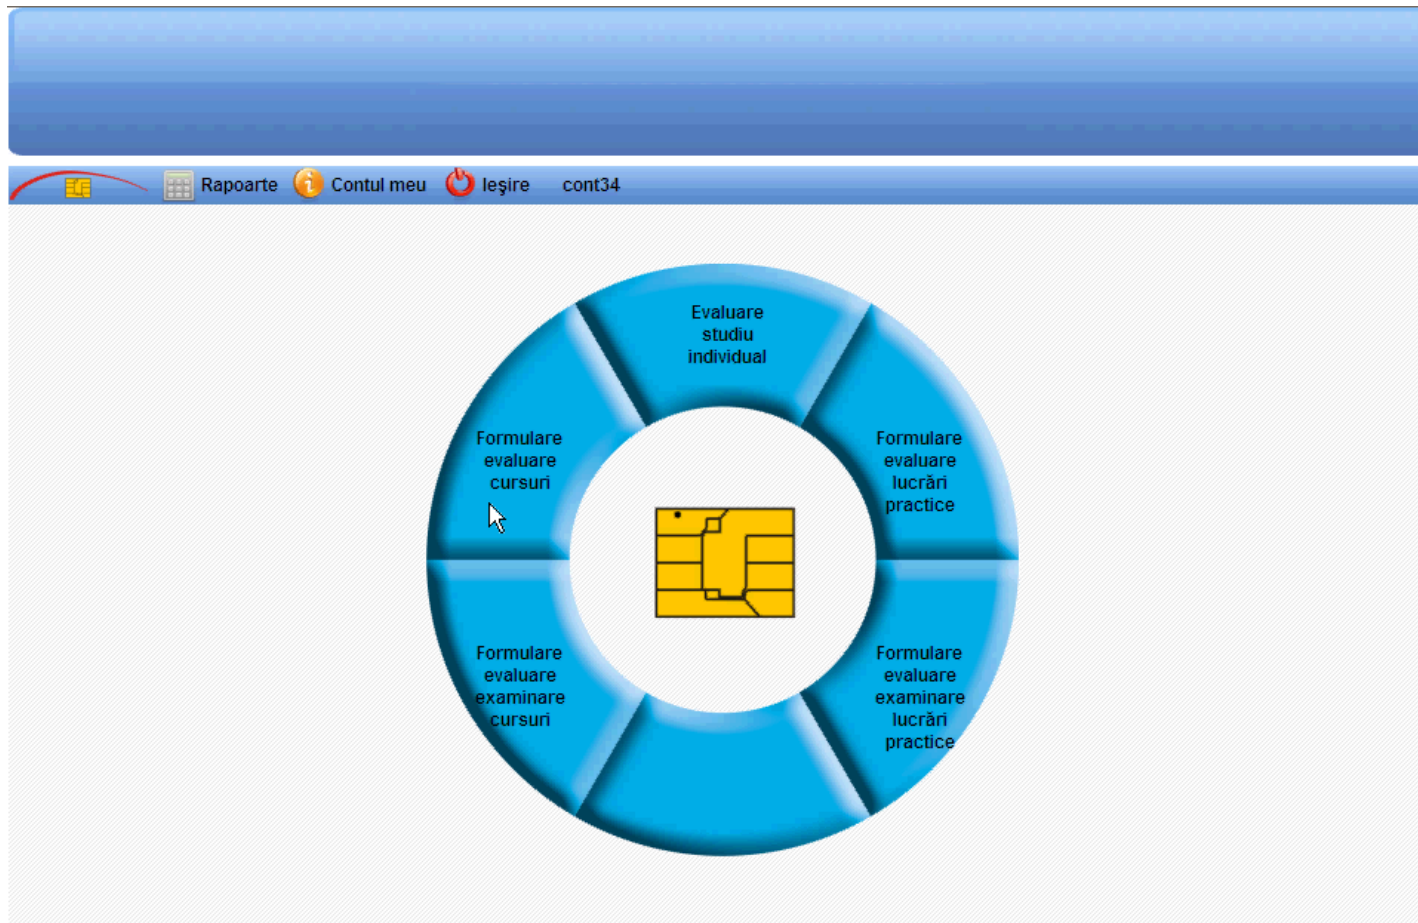 Rapoarte Contul meu Ieşire cont34
Evaluare
studiu
individual
Formulare
evaluare
cursuri
Formulare
evaluare
lucrări
practice
Formulare
evaluare
examinare
cursuri
Formulare
evaluare
examinare
lucrări
practice